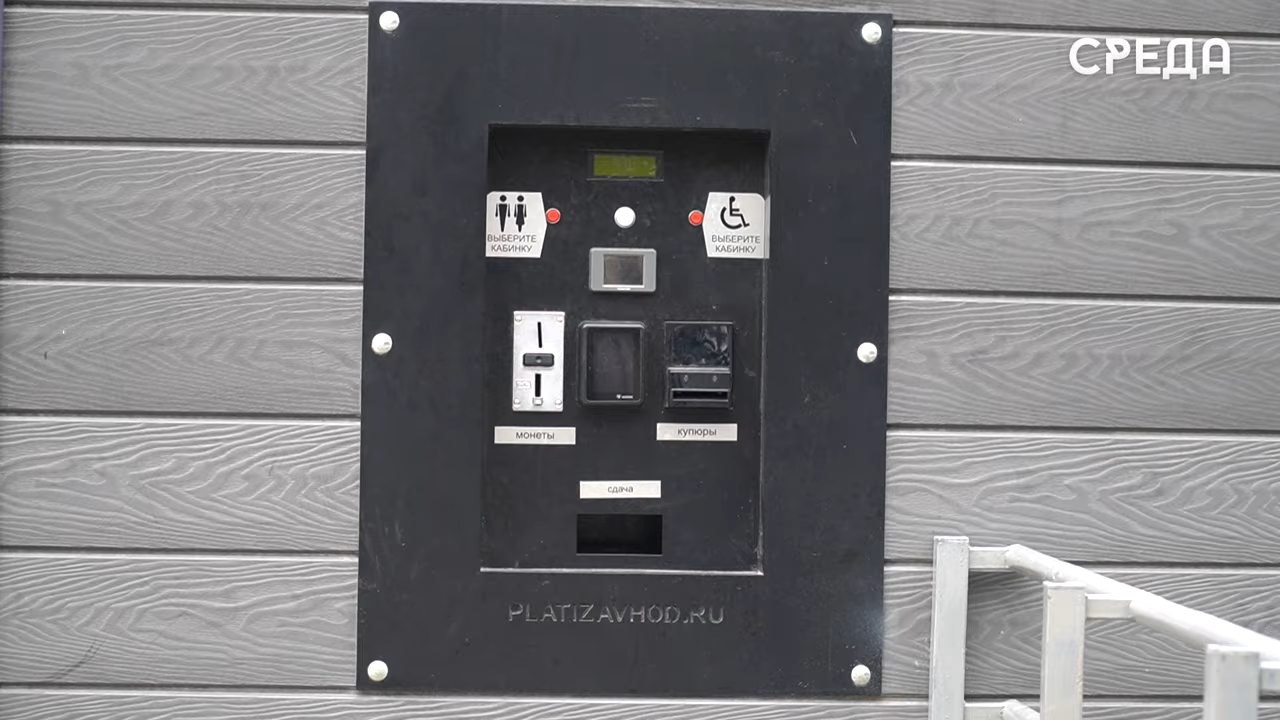 СРЕДА
ВЫБЕРИТЕ
КАБИНКУ
ВЫБЕРИТЕ
КАБИНКУ
монеты
купюры
сдача
PLATIZAVHOD.RU